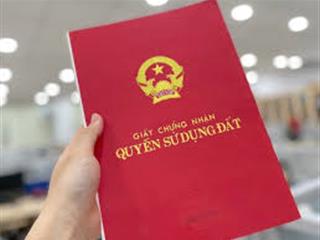 GIẤY CHỨNG NHẬN
QUYỀN SỬ DỤNG ĐẤT